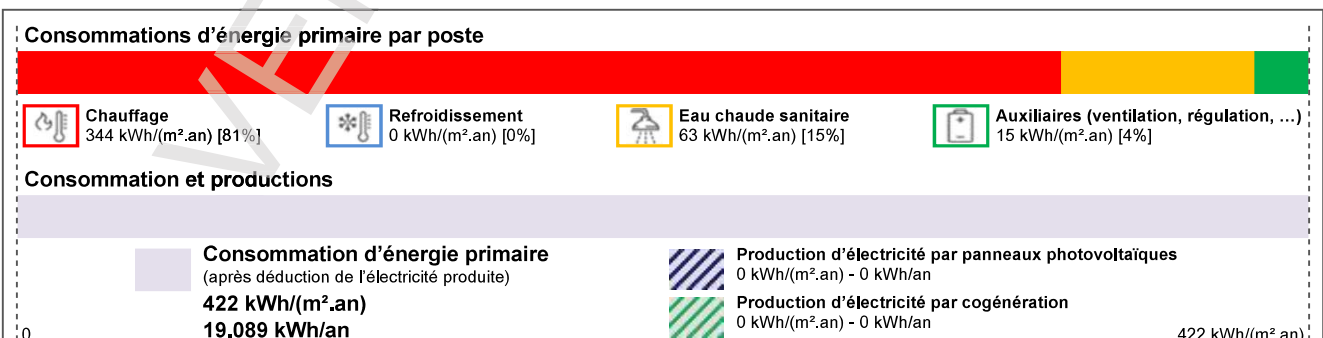 Consommations d'énergie primaire par poste
Chauffage
344 kWh/(m².an) [81%]
Refroidissement
0 kWh/(m².an) [0%]
Eau chaude sanitaire
63 kWh/(m².an) [15%]
Auxiliaires (ventilation, régulation, …)
15 kWh/(m².an) [4%]
Consommation et productions
Consommation d'énergie primaire
(après déduction de l'électricité produite)
422 kWh/(m².an)
19.089 kWh/an
Production d'électricité par panneaux photovoltaïques
0 kWh/(m².an) - 0 kWh/an
Production d'électricité par cogénération
0 kWh/(m².an) - 0 kWh/an
0
422 kWh/(m².an)